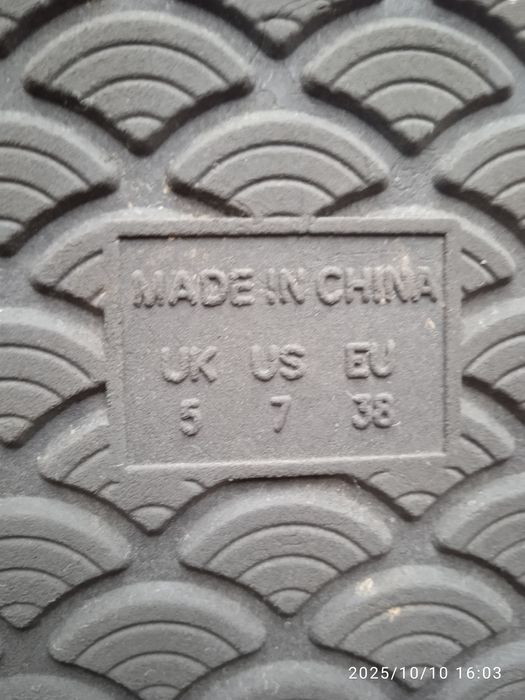 MADE IN CHINA
UK US EU
5 7 38
2025/10/10 16:03